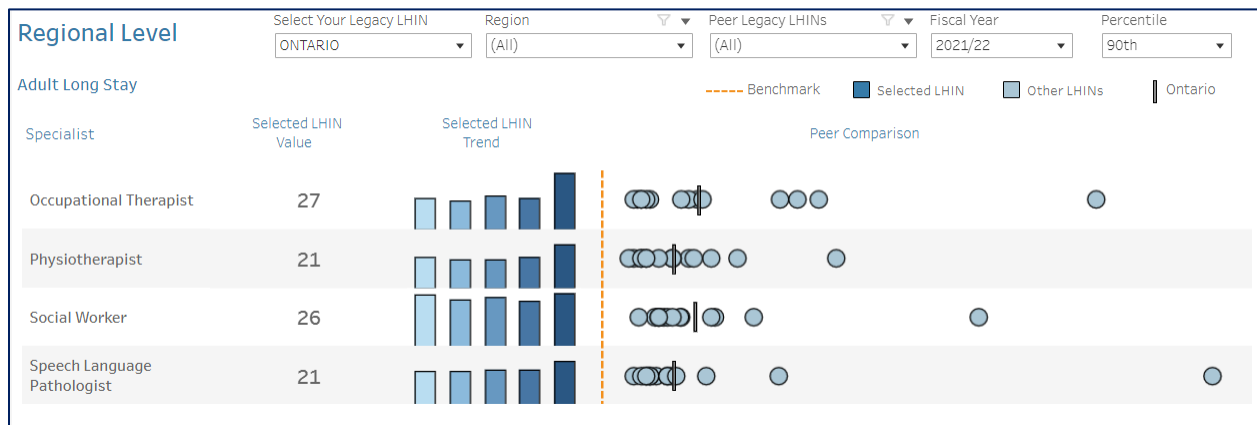 Regional Level
Select Your Legacy LHIN
Region
Peer Legacy LHINs
Fiscal Year
Percentile
ONTARIO
(All)
(All)
2021/22
90th
Adult Long Stay
Benchmark
Selected LHIN
Other LHINs
Ontario
Specialist
Selected LHIN
Value
Selected LHIN
Trend
Peer Comparison
Occupational Therapist
27
Physiotherapist
21
Social Worker
26
Speech Language
Pathologist
21